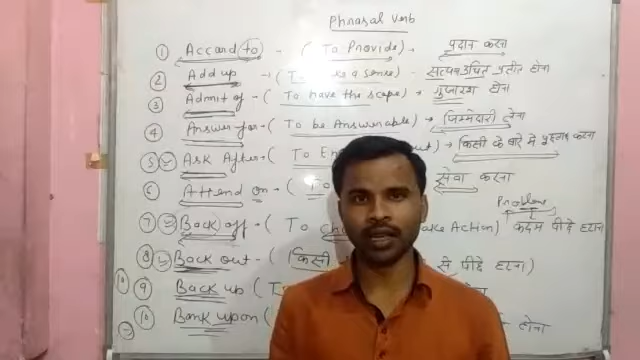 Phrasal Verb
① Accord to - ( To Provide ) - प्रदान करना
② Add up - ( a sense ) - सत्य व उचित प्रतीत होना
③ Admit of - ( To have the scope ) - गुंजाइश होना
④ Answer for - ( To be Answerable ) → जिम्मेदारी लेना
⑤ Ask After - ( To out ) → किसी के बारे में पूछताछ करना
⑥ Attend on - ( To सेवा करना
Problem
⑦ Back off - ( To Action ) कदम पीछे हटाना
⑧ Back out - ( किसी से पीछे हटना )
⑨ Back up (
⑩ Bank upon ( होना